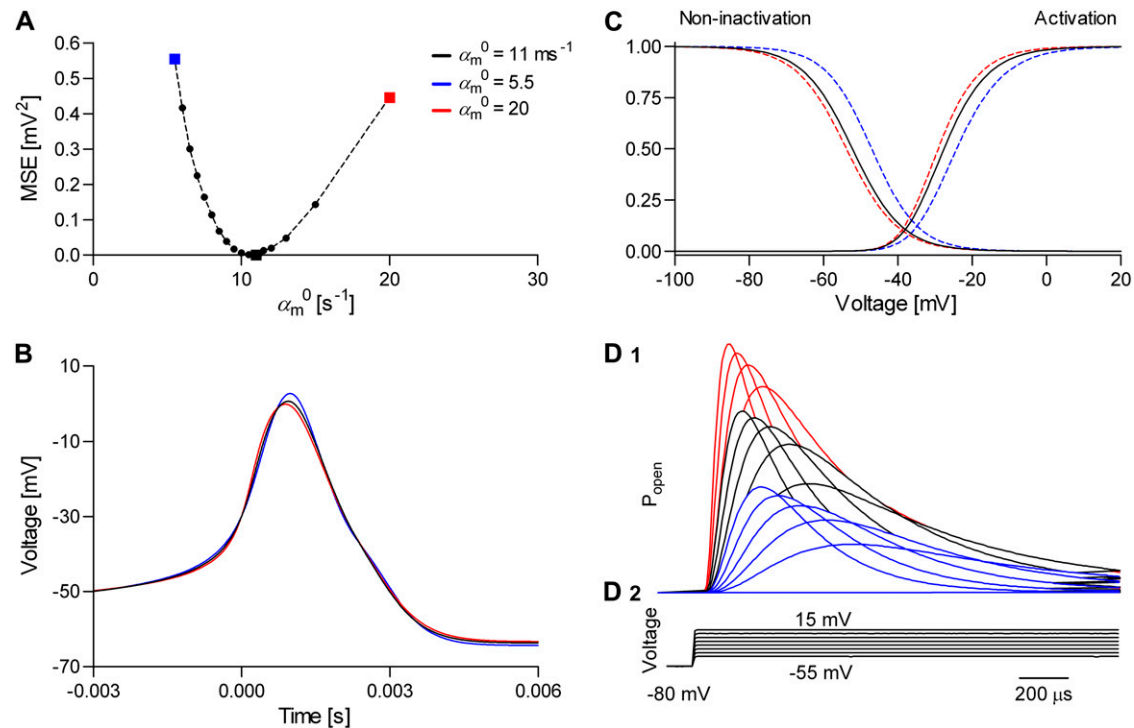 A
0.6
0.5
0.4
0.3
0.2
0.1
0.0
MSE [mV²]
0 10 20 30
αm⁰ [s⁻¹]
αm⁰ = 11 ms⁻¹
αm⁰ = 5.5
αm⁰ = 20
B
10
-10
-30
-50
-70
Voltage [mV]
-0.003 0.000 0.003 0.006
Time [s]
C
Non-inactivation Activation
1.00
0.75
0.50
0.25
0.00
-100 -80 -60 -40 -20 0 20
Voltage [mV]
D 1
Popen
D 2
Voltage
15 mV
-55 mV
-80 mV
200 µs